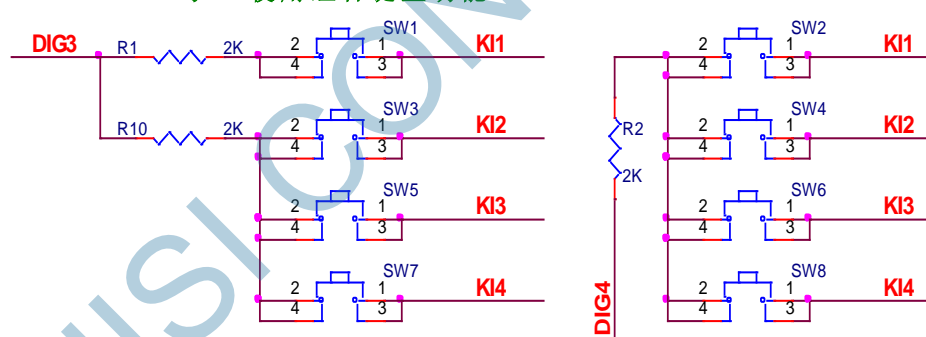 DIG3
R1 2K
2 SW1 1 KI1
4 3
R10 2K
2 SW3 1 KI2
4 3
2 SW5 1 KI3
4 3
2 SW7 1 KI4
4 3
2 SW2 1 KI1
4 3
R2
2K
2 SW4 1 KI2
4 3
2 SW6 1 KI3
4 3
DIG4
2 SW8 1 KI4
4 3